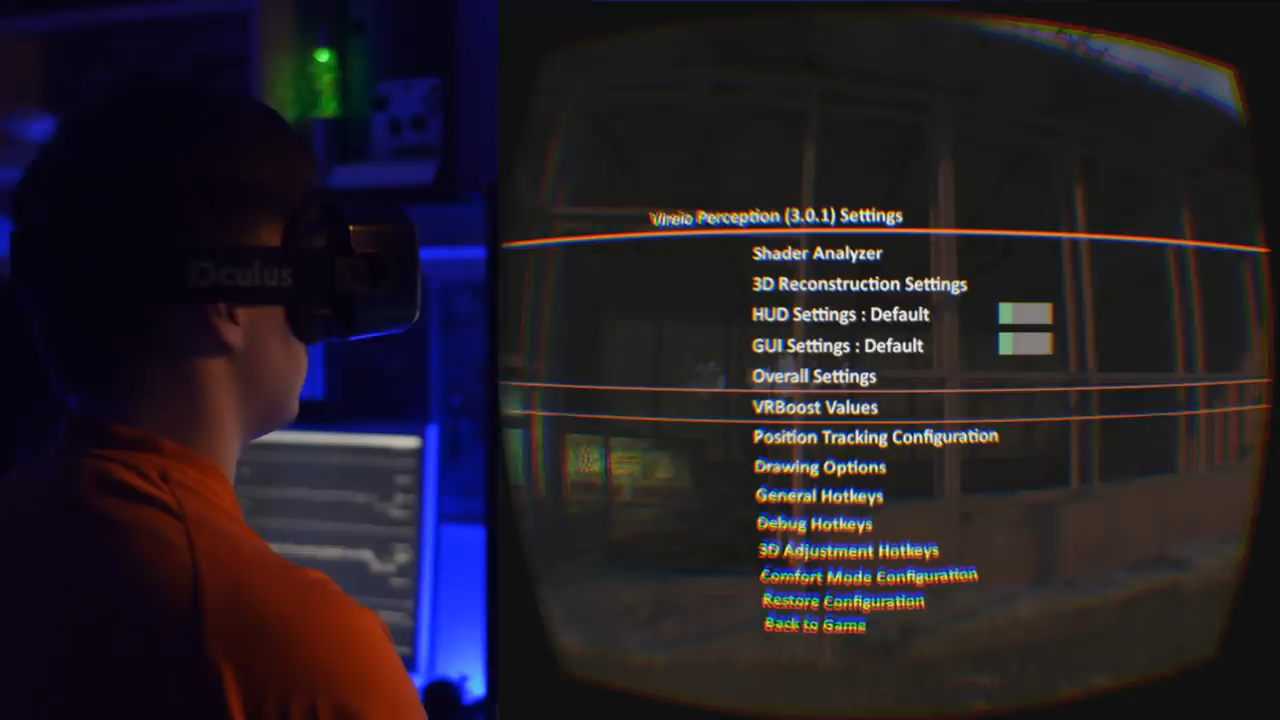 Oculus
Vireio Perception (3.0.1) Settings
Shader Analyzer
3D Reconstruction Settings
HUD Settings : Default
GUI Settings : Default
Overall Settings
VRBoost Values
Position Tracking Configuration
Drawing Options
General Hotkeys
Debug Hotkeys
3D Adjustment Hotkeys
Comfort Mode Configuration
Restore Configuration
Back to Game